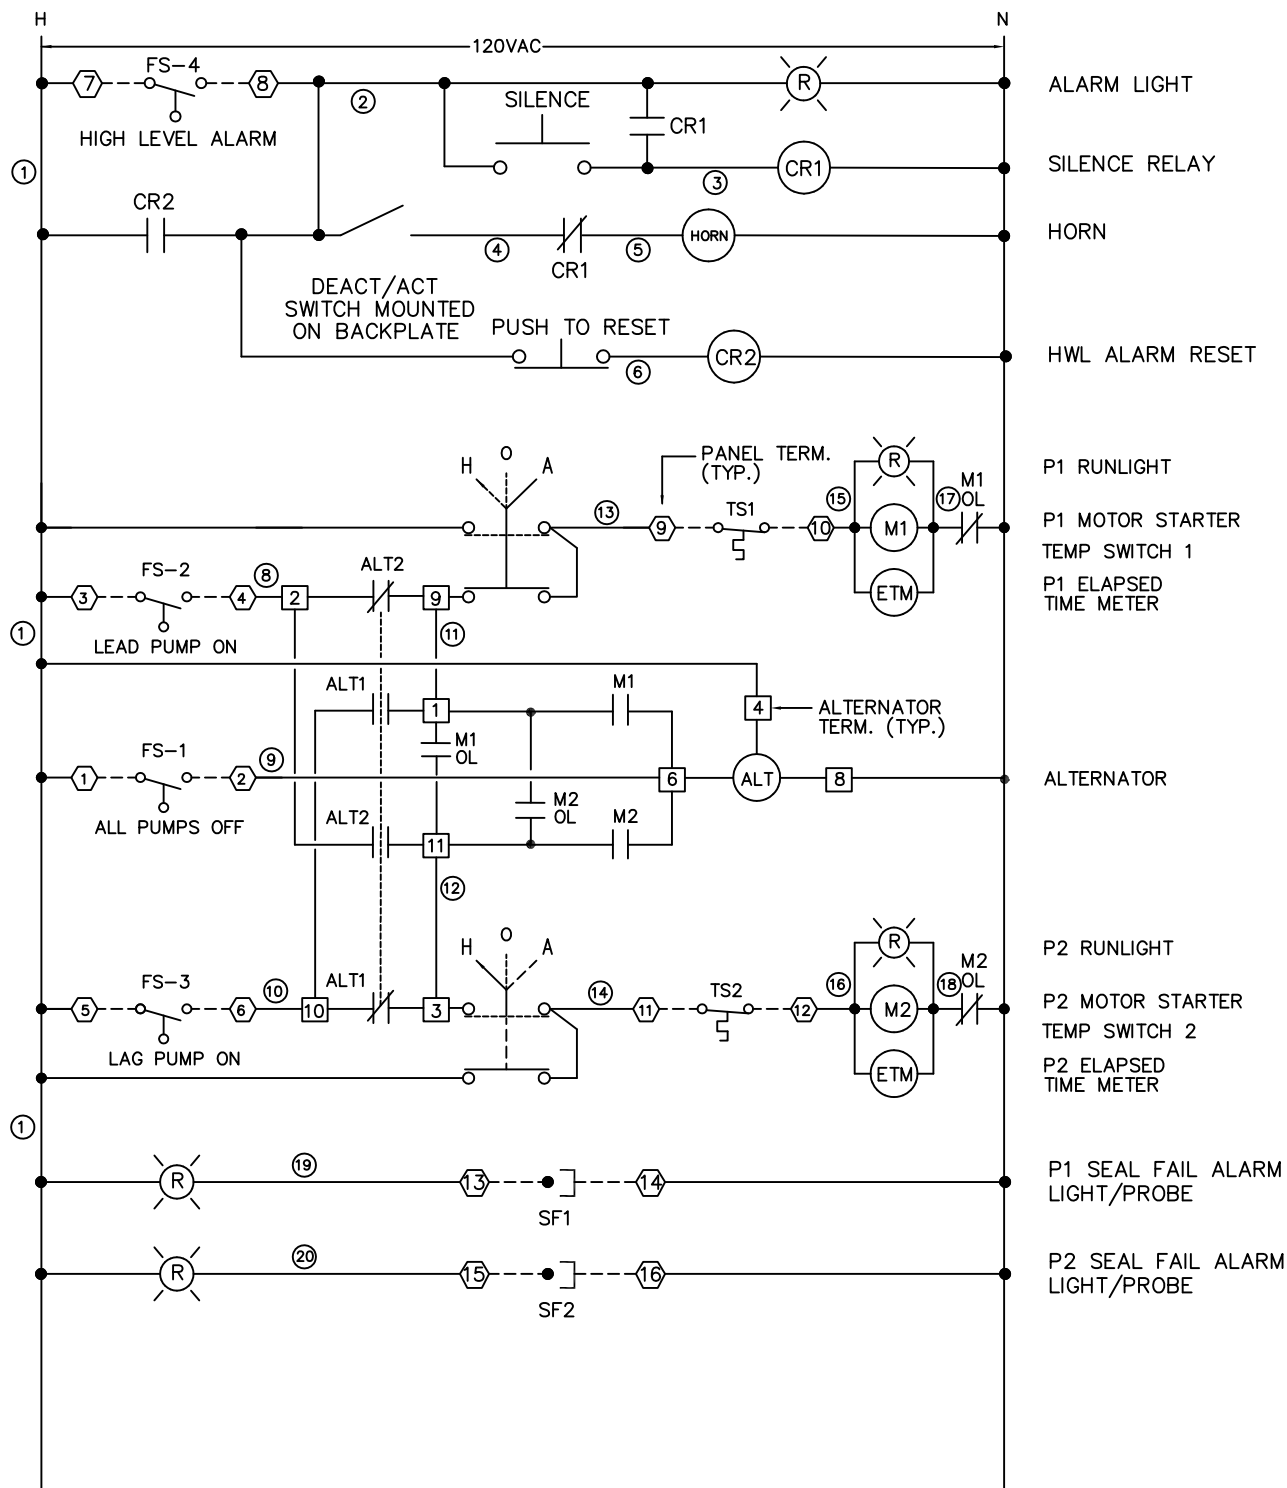 H
N
120VAC
7
FS-4
8
2
SILENCE
R
ALARM LIGHT
HIGH LEVEL ALARM
CR1
1
3
CR1
SILENCE RELAY
CR2
4
CR1
5
HORN
HORN
DEACT/ACT
SWITCH MOUNTED
ON BACKPLATE
PUSH TO RESET
6
CR2
HWL ALARM RESET
H
O
A
PANEL TERM.
(TYP.)
R
P1 RUNLIGHT
13
9
TS1
10
15
M1
17
M1
OL
P1 MOTOR STARTER
TEMP SWITCH 1
3
FS-2
4
8
2
ALT2
9
ETM
P1 ELAPSED
TIME METER
LEAD PUMP ON
1
11
ALT1
1
M1
4
ALTERNATOR
TERM. (TYP.)
M1
OL
1
FS-1
2
9
6
ALT
8
ALTERNATOR
ALL PUMPS OFF
M2
OL
ALT2
11
M2
12
H
O
A
R
P2 RUNLIGHT
5
FS-3
6
10
10
ALT1
3
14
11
TS2
12
16
M2
18
M2
OL
P2 MOTOR STARTER
TEMP SWITCH 2
LAG PUMP ON
ETM
P2 ELAPSED
TIME METER
1
R
19
13
SF1
14
P1 SEAL FAIL ALARM
LIGHT/PROBE
R
20
15
SF2
16
P2 SEAL FAIL ALARM
LIGHT/PROBE